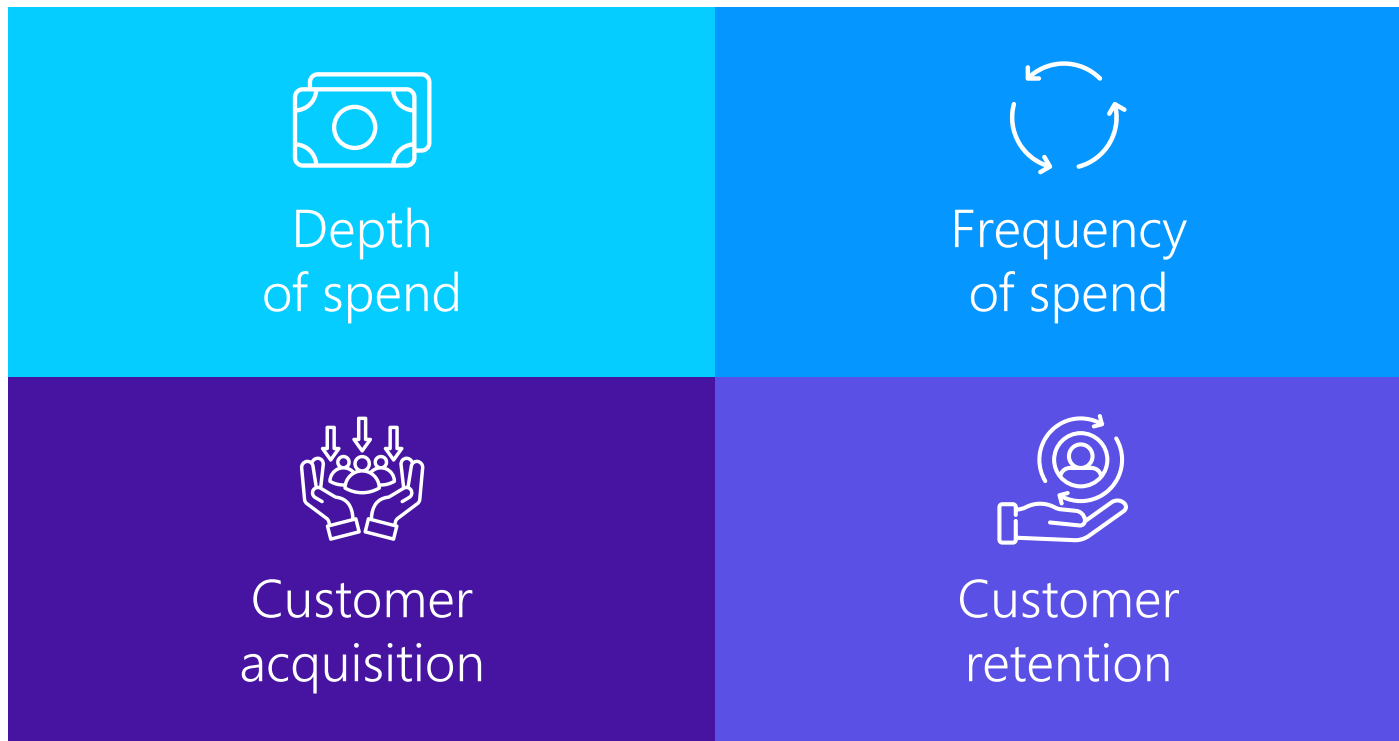 Depth
of spend
Frequency
of spend
Customer
acquisition
Customer
retention